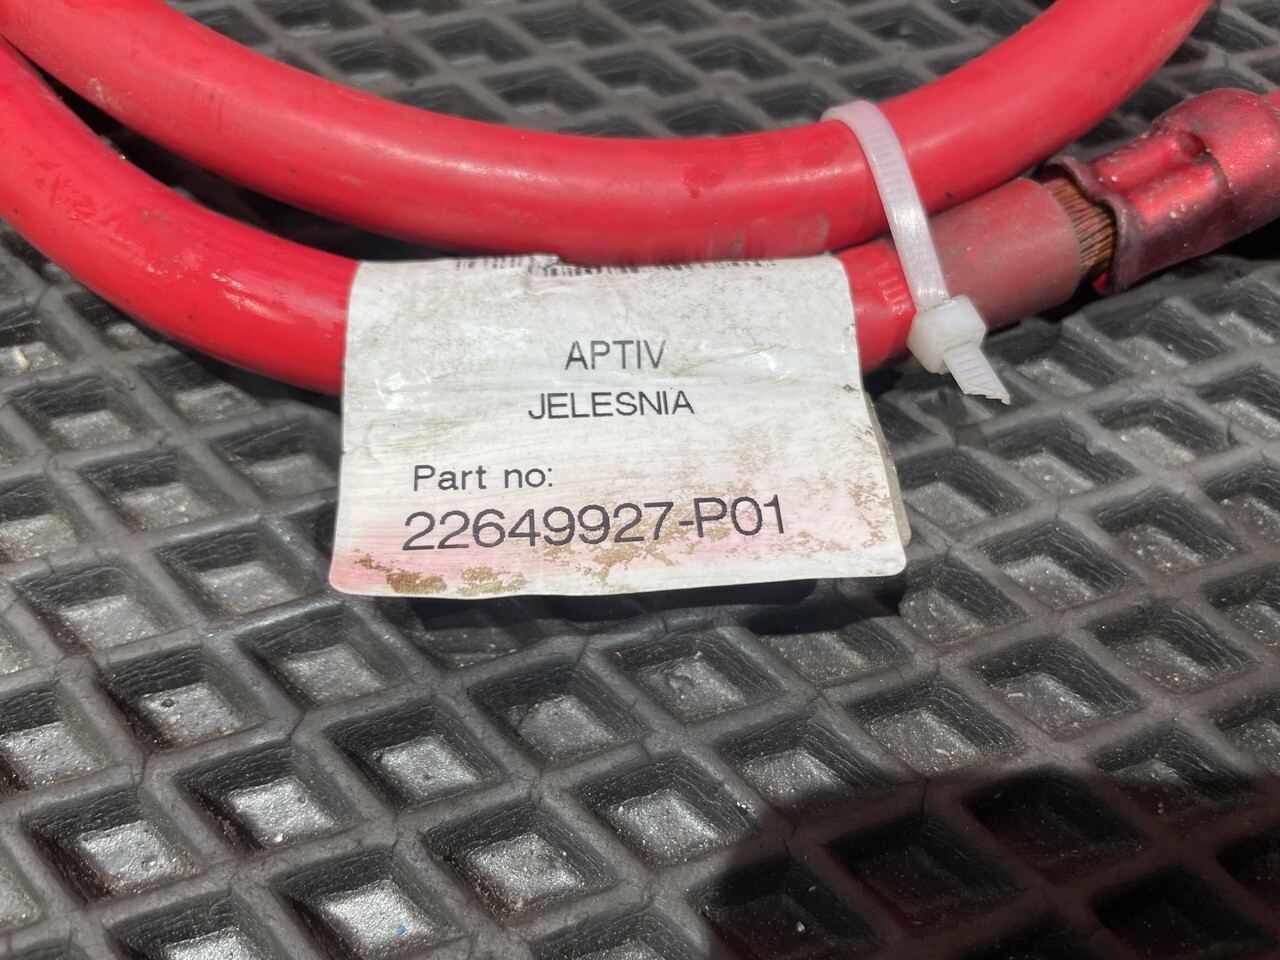 APTIV
JELESNIA
Part no:
22649927-P01